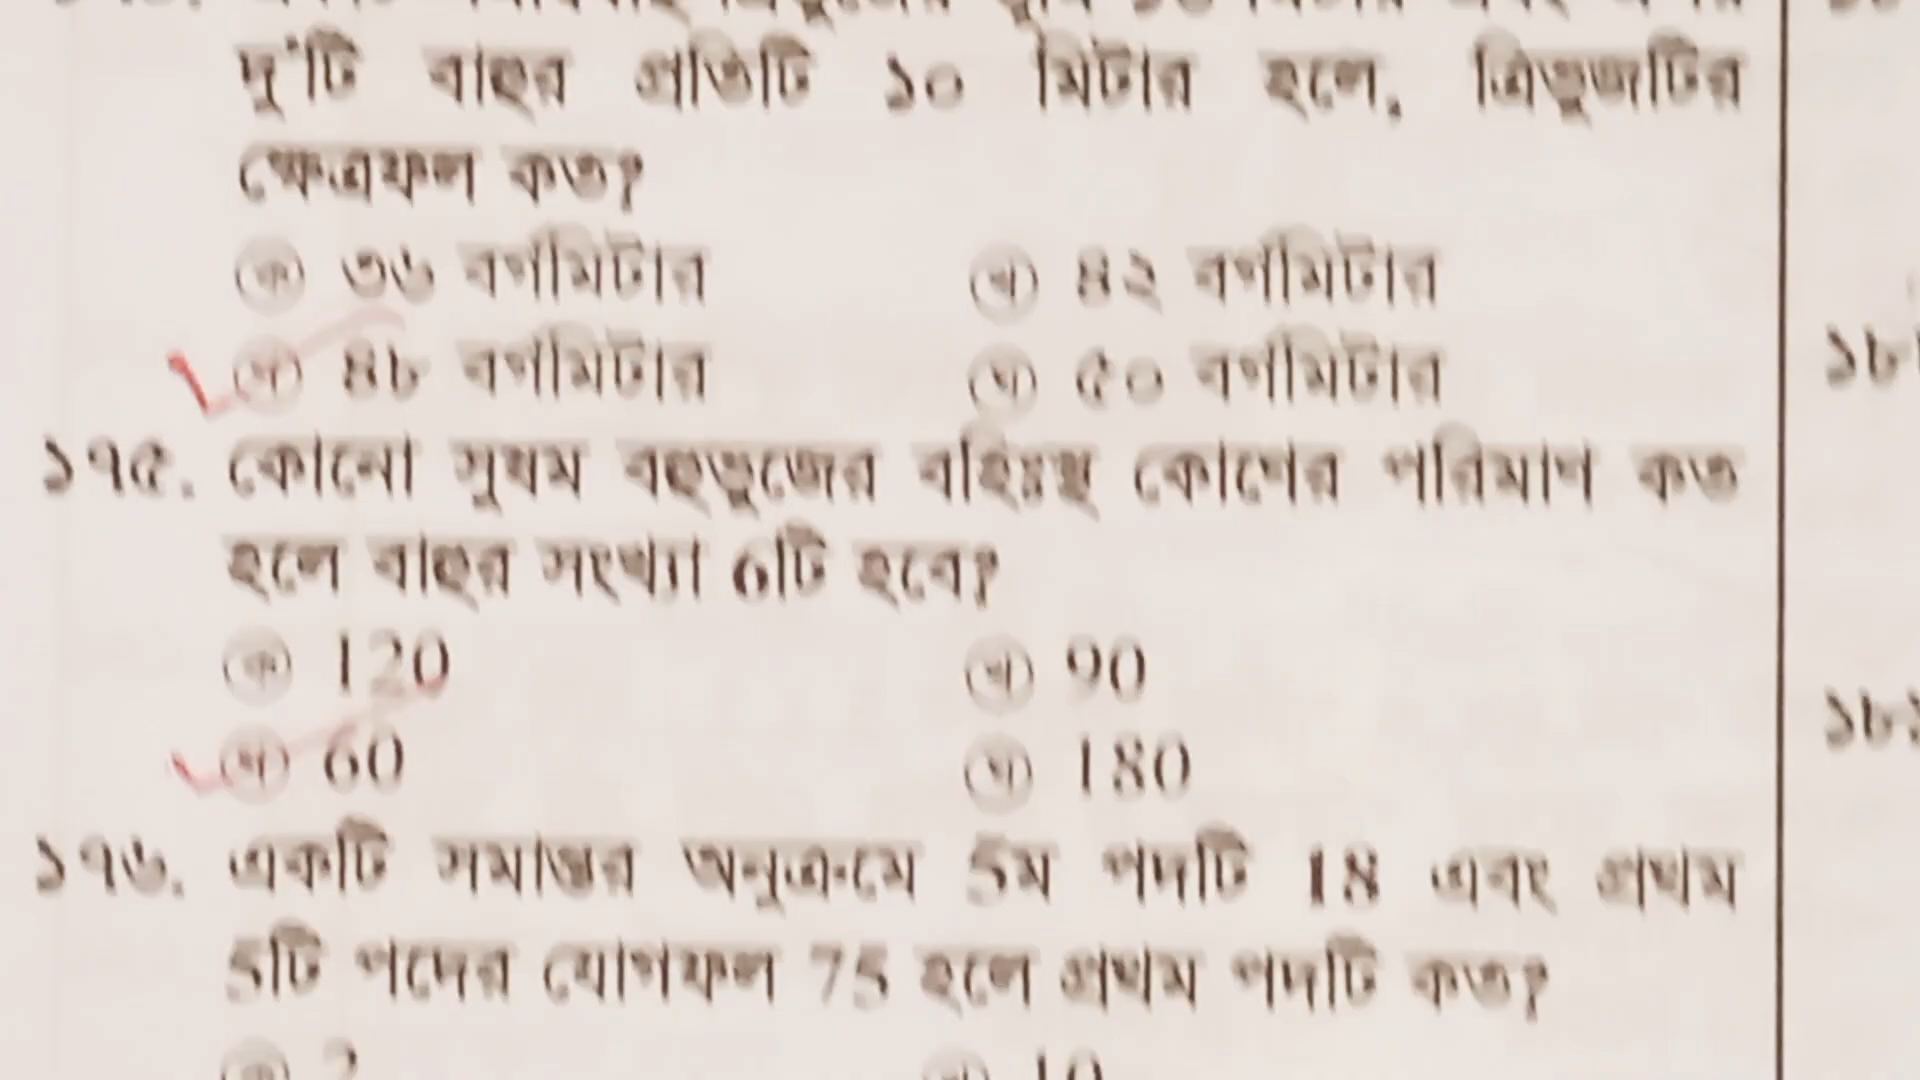 দু'টি বাহুর প্রতিটি ১০ মিটার হলে, ত্রিভুজটির
ক্ষেত্রফল কত?
ক ৩৬ বর্গমিটার খ ৪২ বর্গমিটার
গ ৪৮ বর্গমিটার ঘ ৫০ বর্গমিটার
১৭৫. কোনো সুষম বহুভুজের বহিঃস্থ কোণের পরিমাণ কত
হলে বাহুর সংখ্যা 6টি হবে?
ক 120 খ 90
গ 60 ঘ 180
১৭৬. একটি সমান্তর অনুক্রমে 5ম পদটি 18 এবং প্রথম
5টি পদের যোগফল 75 হলে প্রথম পদটি কত?
খ 10